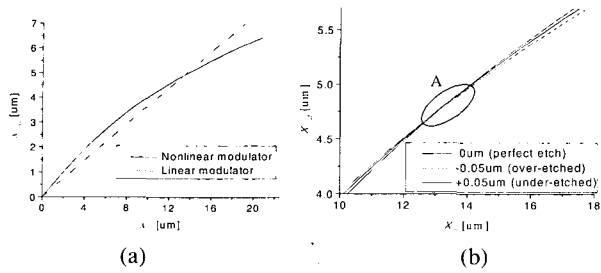 (a)
7
6
5
4
3
2
1
0
[um]
0 4 8 12 16 20
[um]
Nonlinear modulator
Linear modulator
(b)
5.5
5.0
4.5
4.0
[um]
10 12 14 16 18
X [um]
A
0um (perfect etch)
-0.05um (over-etched)
+0.05um (under-etched)
(a)
(b)